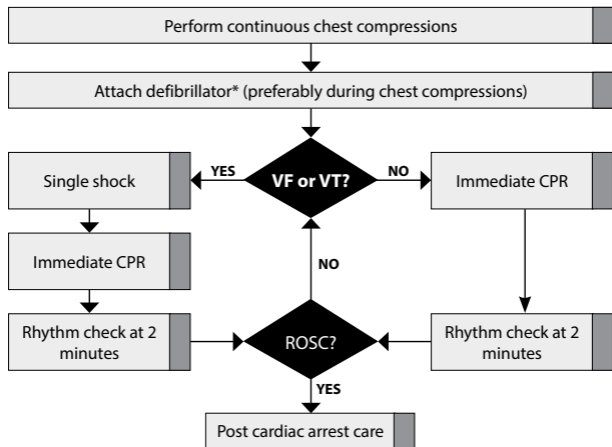 Perform continuous chest compressions
Attach defibrillator* (preferably during chest compressions)
VF or VT?
YES
NO
Single shock
Immediate CPR
Immediate CPR
NO
Rhythm check at 2
minutes
ROSC?
Rhythm check at 2
minutes
YES
Post cardiac arrest care